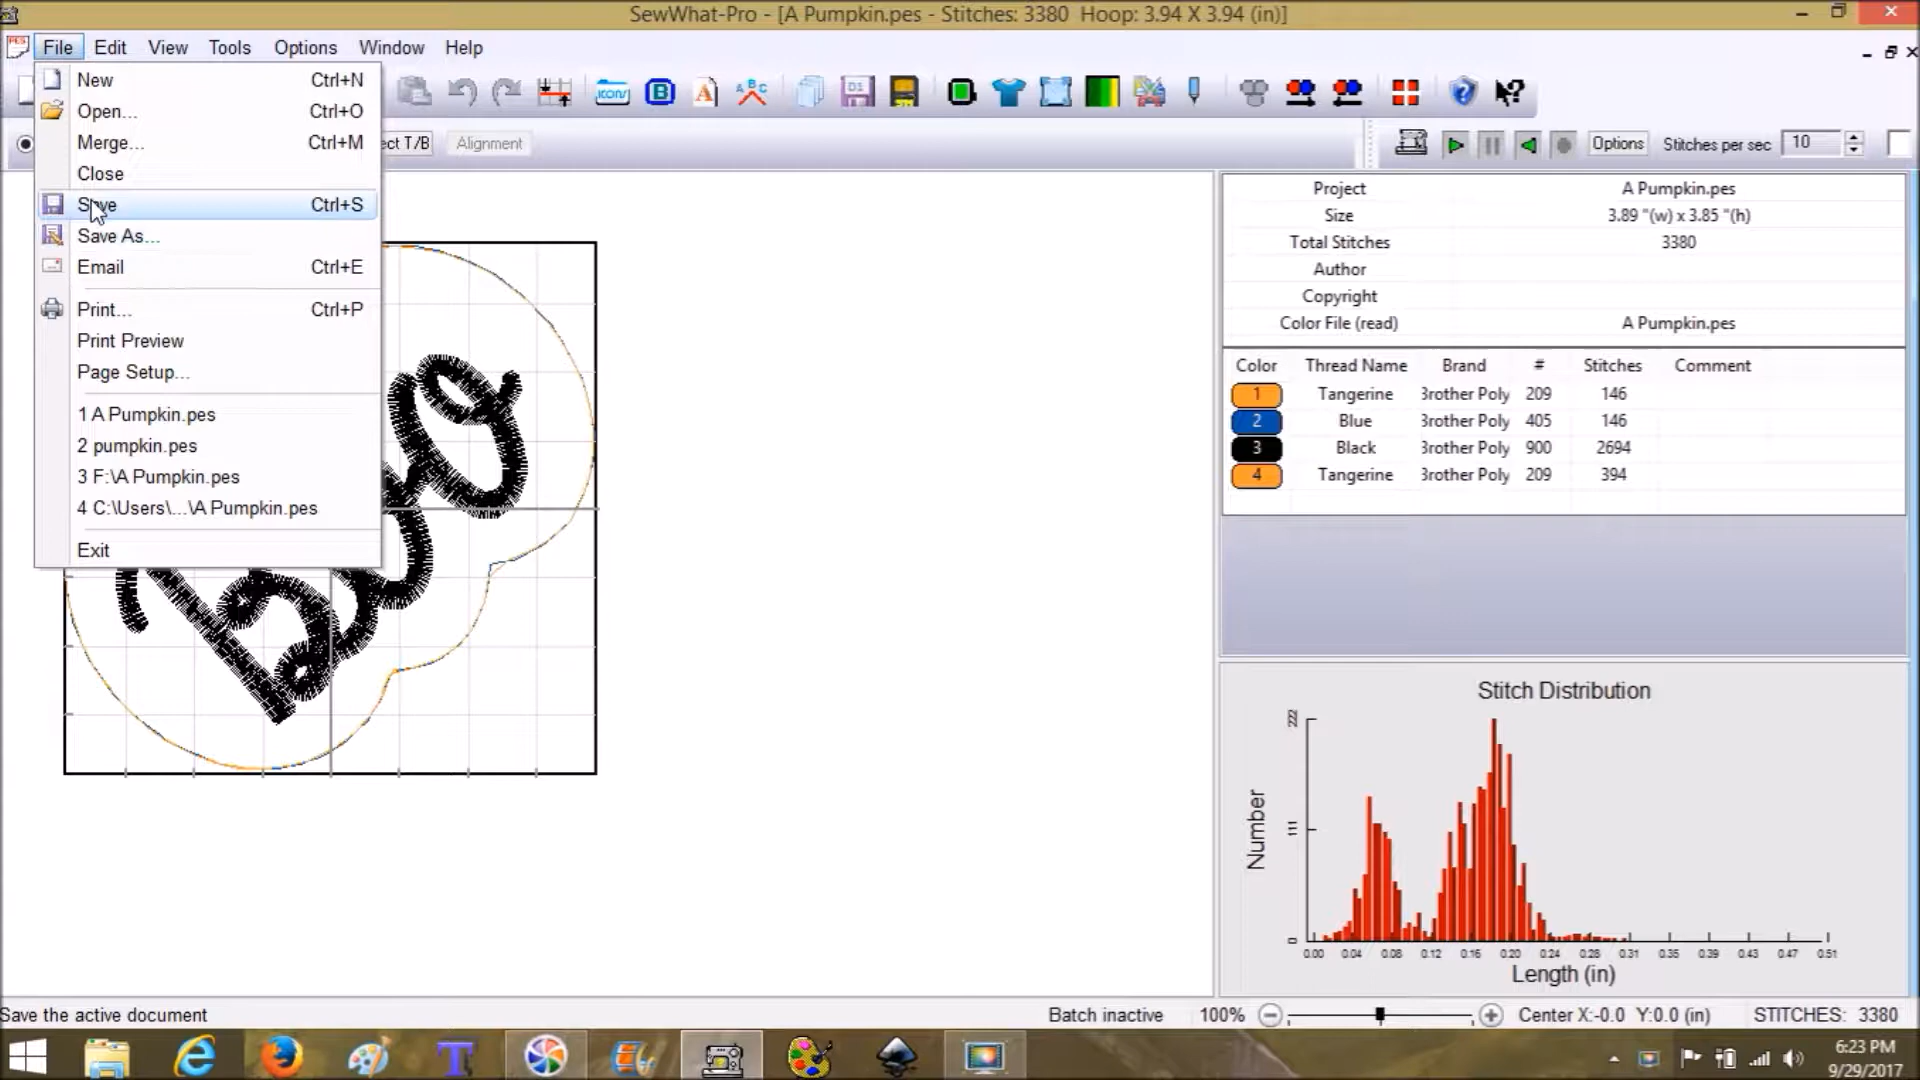 SewWhat-Pro - [A Pumpkin.pes - Stitches: 3380 Hoop: 3.94 X 3.94 (in)]
File Edit View Tools Options Window Help
New Ctrl+N
Open... Ctrl+O
Merge... Ctrl+M
Close
Save Ctrl+S
Save As...
Email Ctrl+E
Print... Ctrl+P
Print Preview
Page Setup...
1 A Pumpkin.pes
2 pumpkin.pes
3 F:\A Pumpkin.pes
4 C:\Users\...\A Pumpkin.pes
Exit
icons B A ABC D1
ect T/B Alignment
Options Stitches per sec 10
boo
Project A Pumpkin.pes
Size 3.89 "(w) x 3.85 "(h)
Total Stitches 3380
Author
Copyright
Color File (read) A Pumpkin.pes
Color Thread Name Brand # Stitches Comment
1 Tangerine Brother Poly 209 146
2 Blue Brother Poly 405 146
3 Black Brother Poly 900 2694
4 Tangerine Brother Poly 209 394
Stitch Distribution
222
111
0
Number
0.00 0.04 0.08 0.12 0.16 0.20 0.24 0.28 0.31 0.35 0.39 0.43 0.47 0.51
Length (in)
Save the active document
Batch inactive 100% Center X:-0.0 Y:0.0 (in) STITCHES: 3380
6:23 PM
9/29/2017